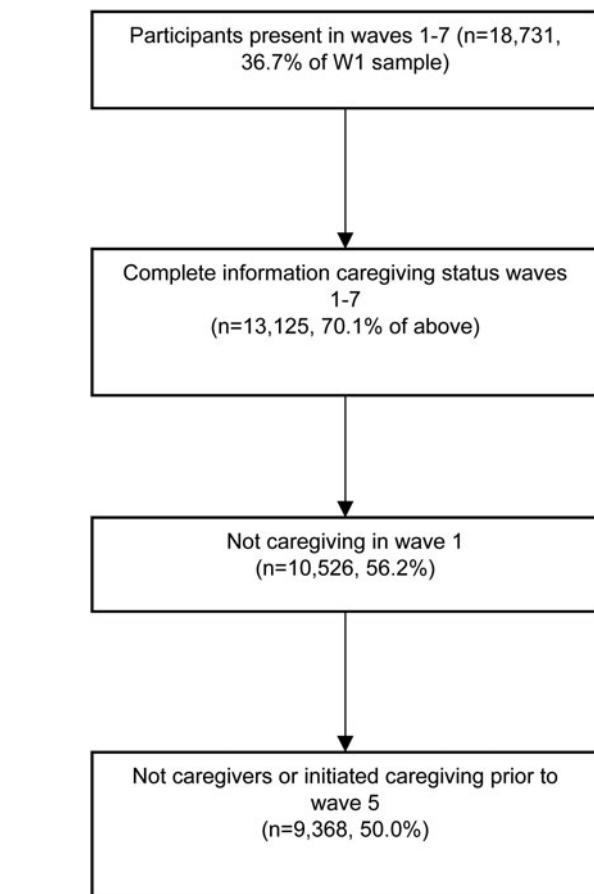 Participants present in waves 1-7 (n=18,731,
36.7% of W1 sample)
Complete information caregiving status waves
1-7
(n=13,125, 70.1% of above)
Not caregiving in wave 1
(n=10,526, 56.2%)
Not caregivers or initiated caregiving prior to
wave 5
(n=9,368, 50.0%)